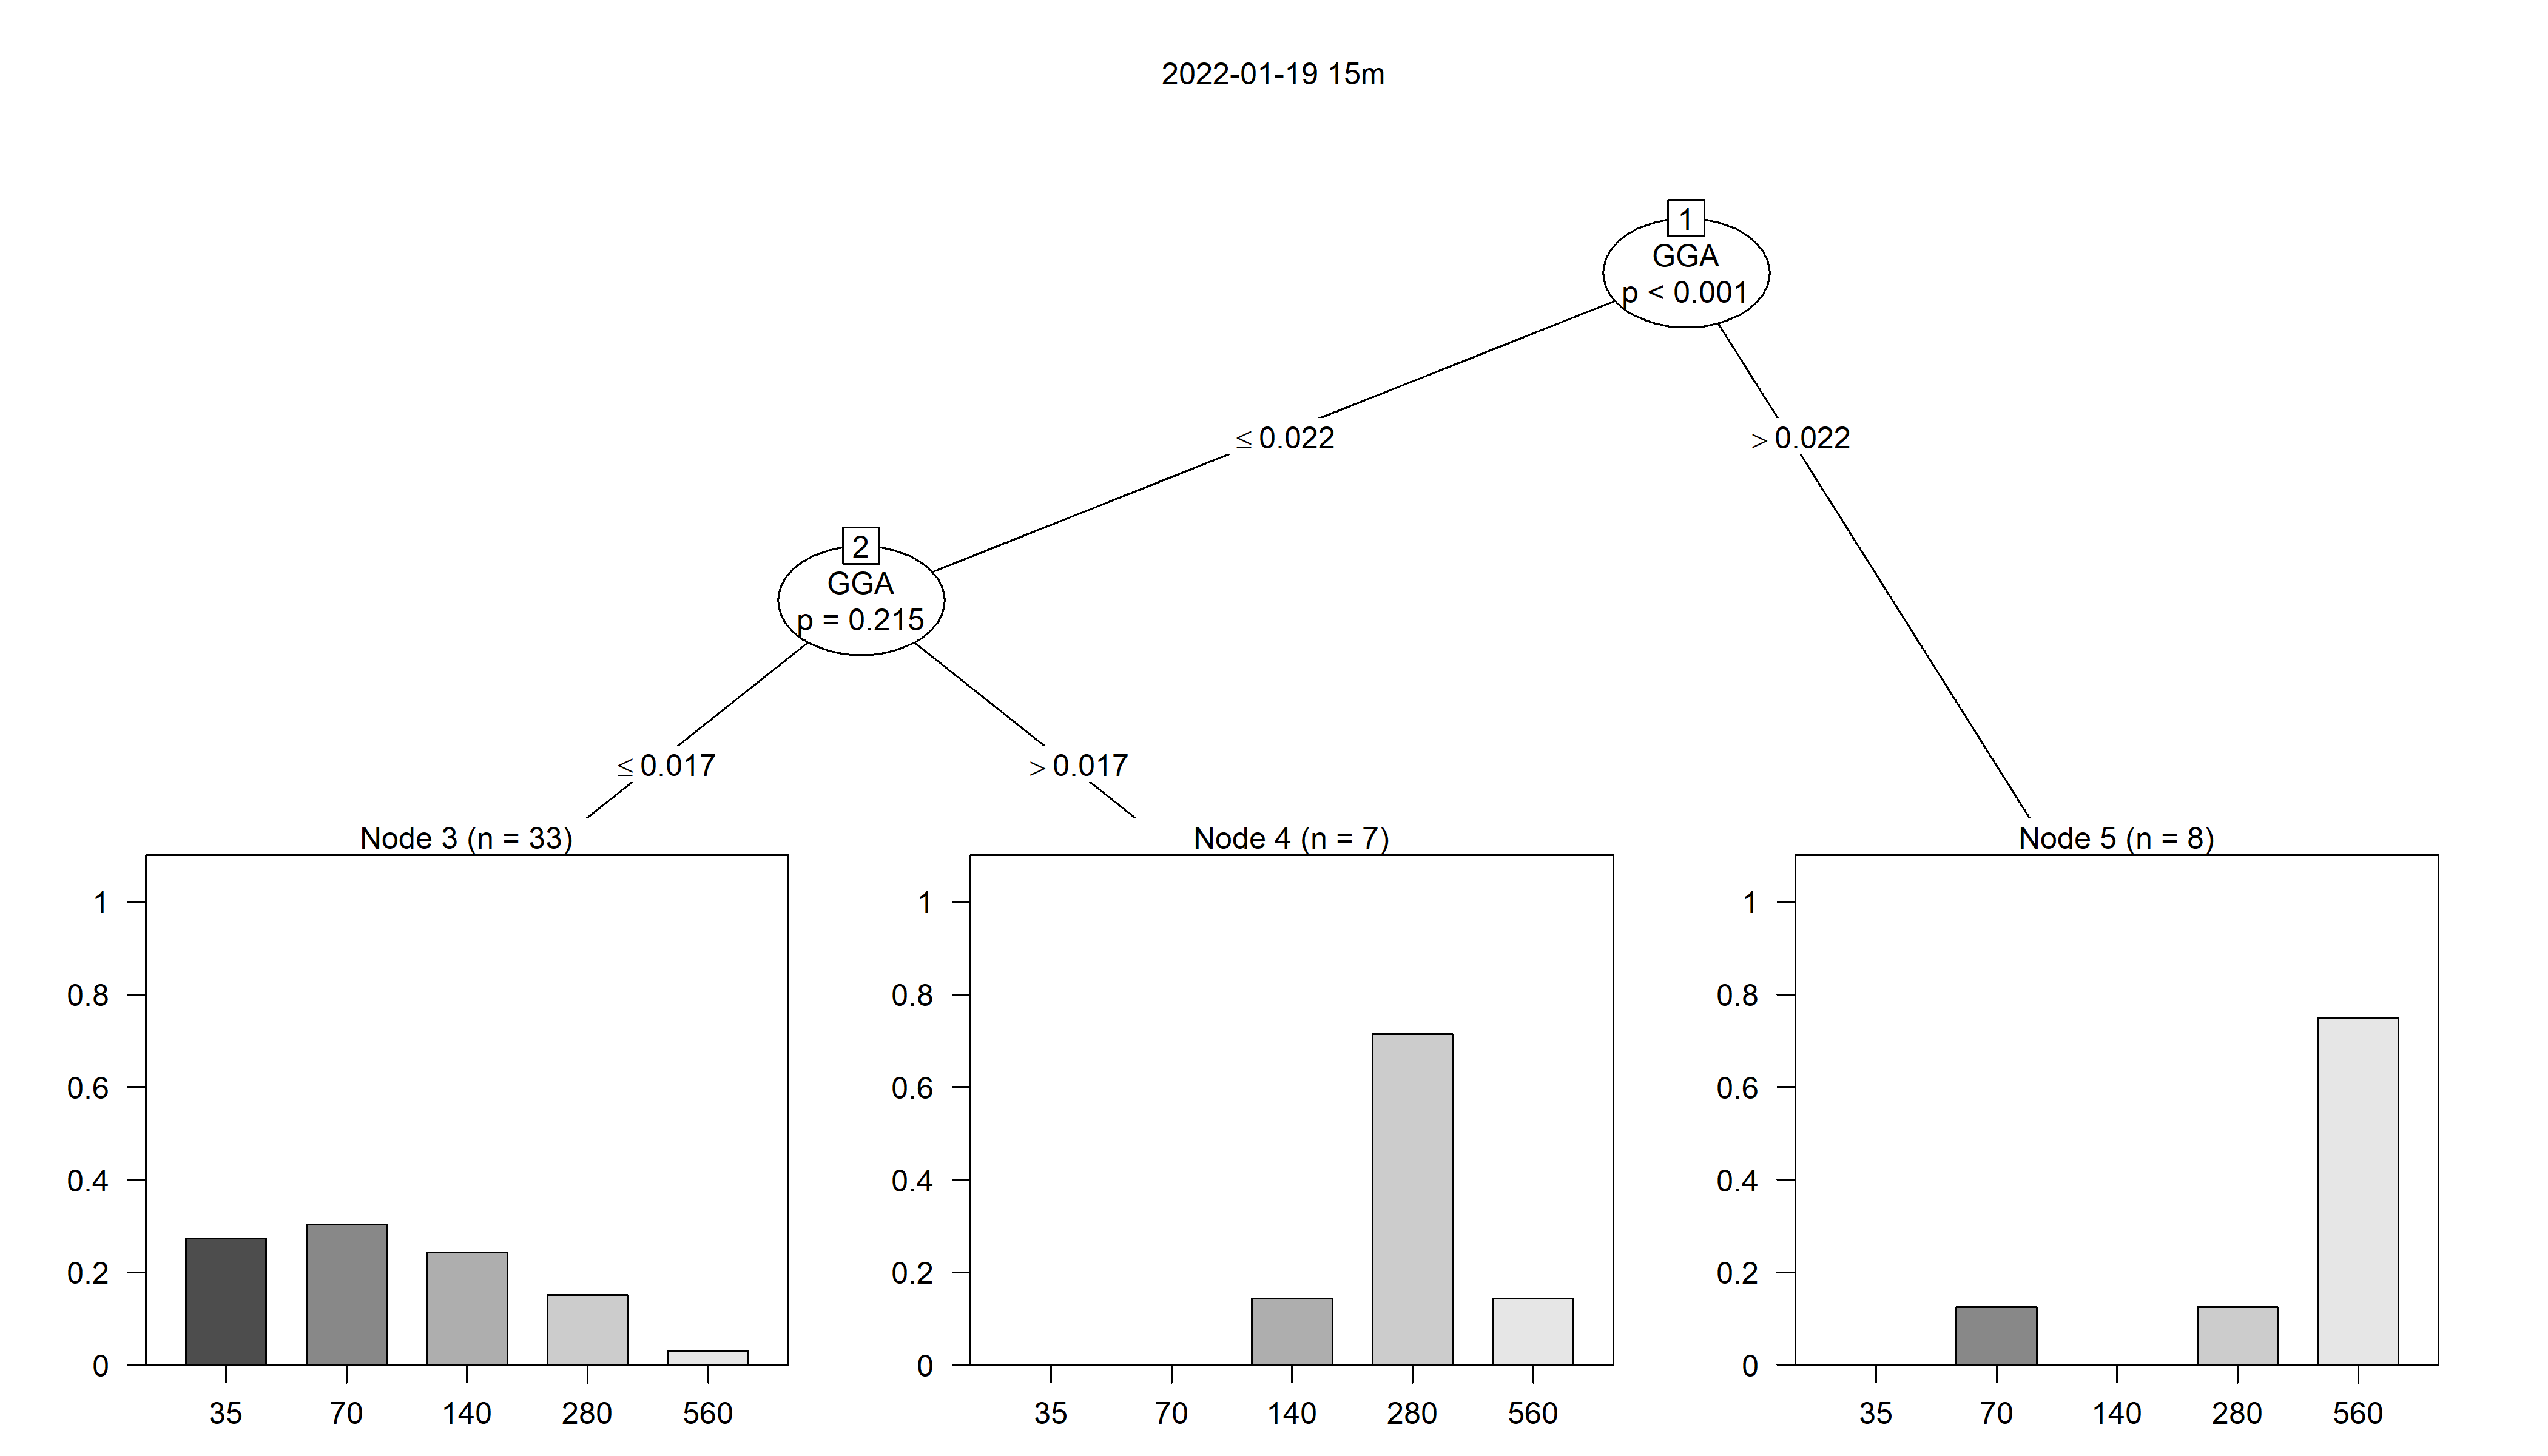 2022-01-19 15m
1
GGA
p < 0.001
≤ 0.022
> 0.022
2
GGA
p = 0.215
≤ 0.017
> 0.017
Node 3 (n = 33)
1
0.8
0.6
0.4
0.2
0
35 70 140 280 560
Node 4 (n = 7)
1
0.8
0.6
0.4
0.2
0
35 70 140 280 560
Node 5 (n = 8)
1
0.8
0.6
0.4
0.2
0
35 70 140 280 560